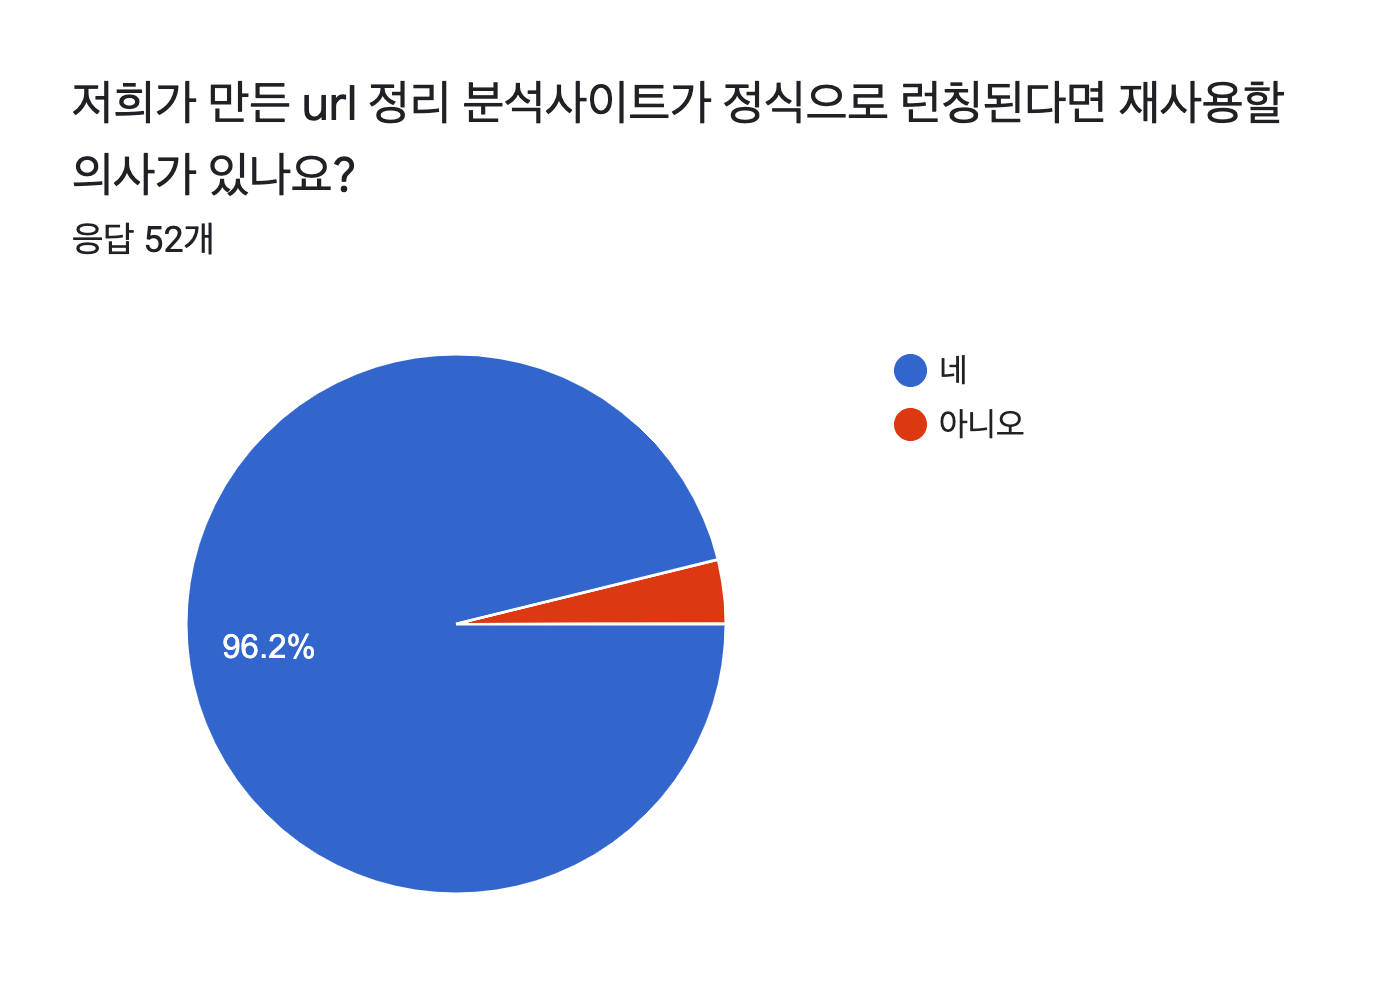 저희가 만든 url 정리 분석사이트가 정식으로 런칭된다면 재사용할
의사가 있나요?
응답 52개
네
아니오
96.2%